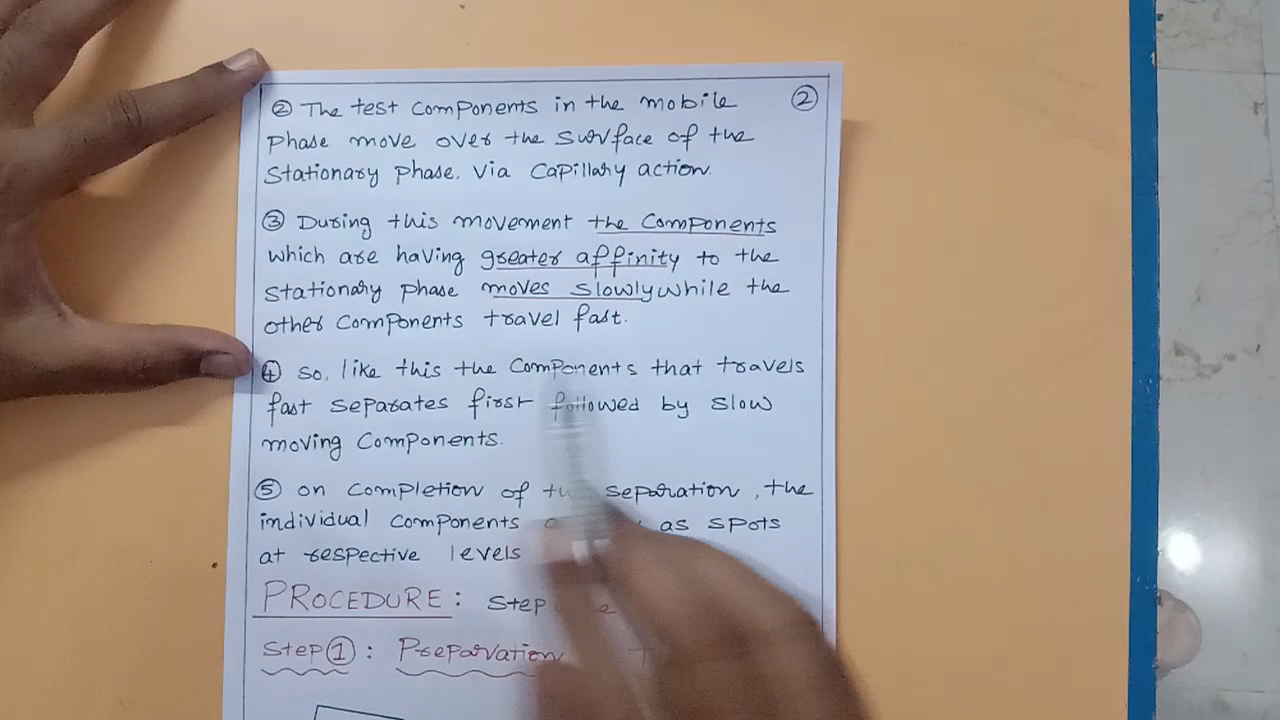 ② The test components in the mobile ②
phase move over the surface of the
stationary phase. via capillary action.
③ During this movement the components
which are having greater affinity to the
stationary phase moves slowly while the
other components travel fast.
④ so, like this the components that travels
fast separates first followed by slow
moving components.
⑤ on completion of separation, the
individual components as spots
at respective levels
PROCEDURE: Step
Step ①: Preparation